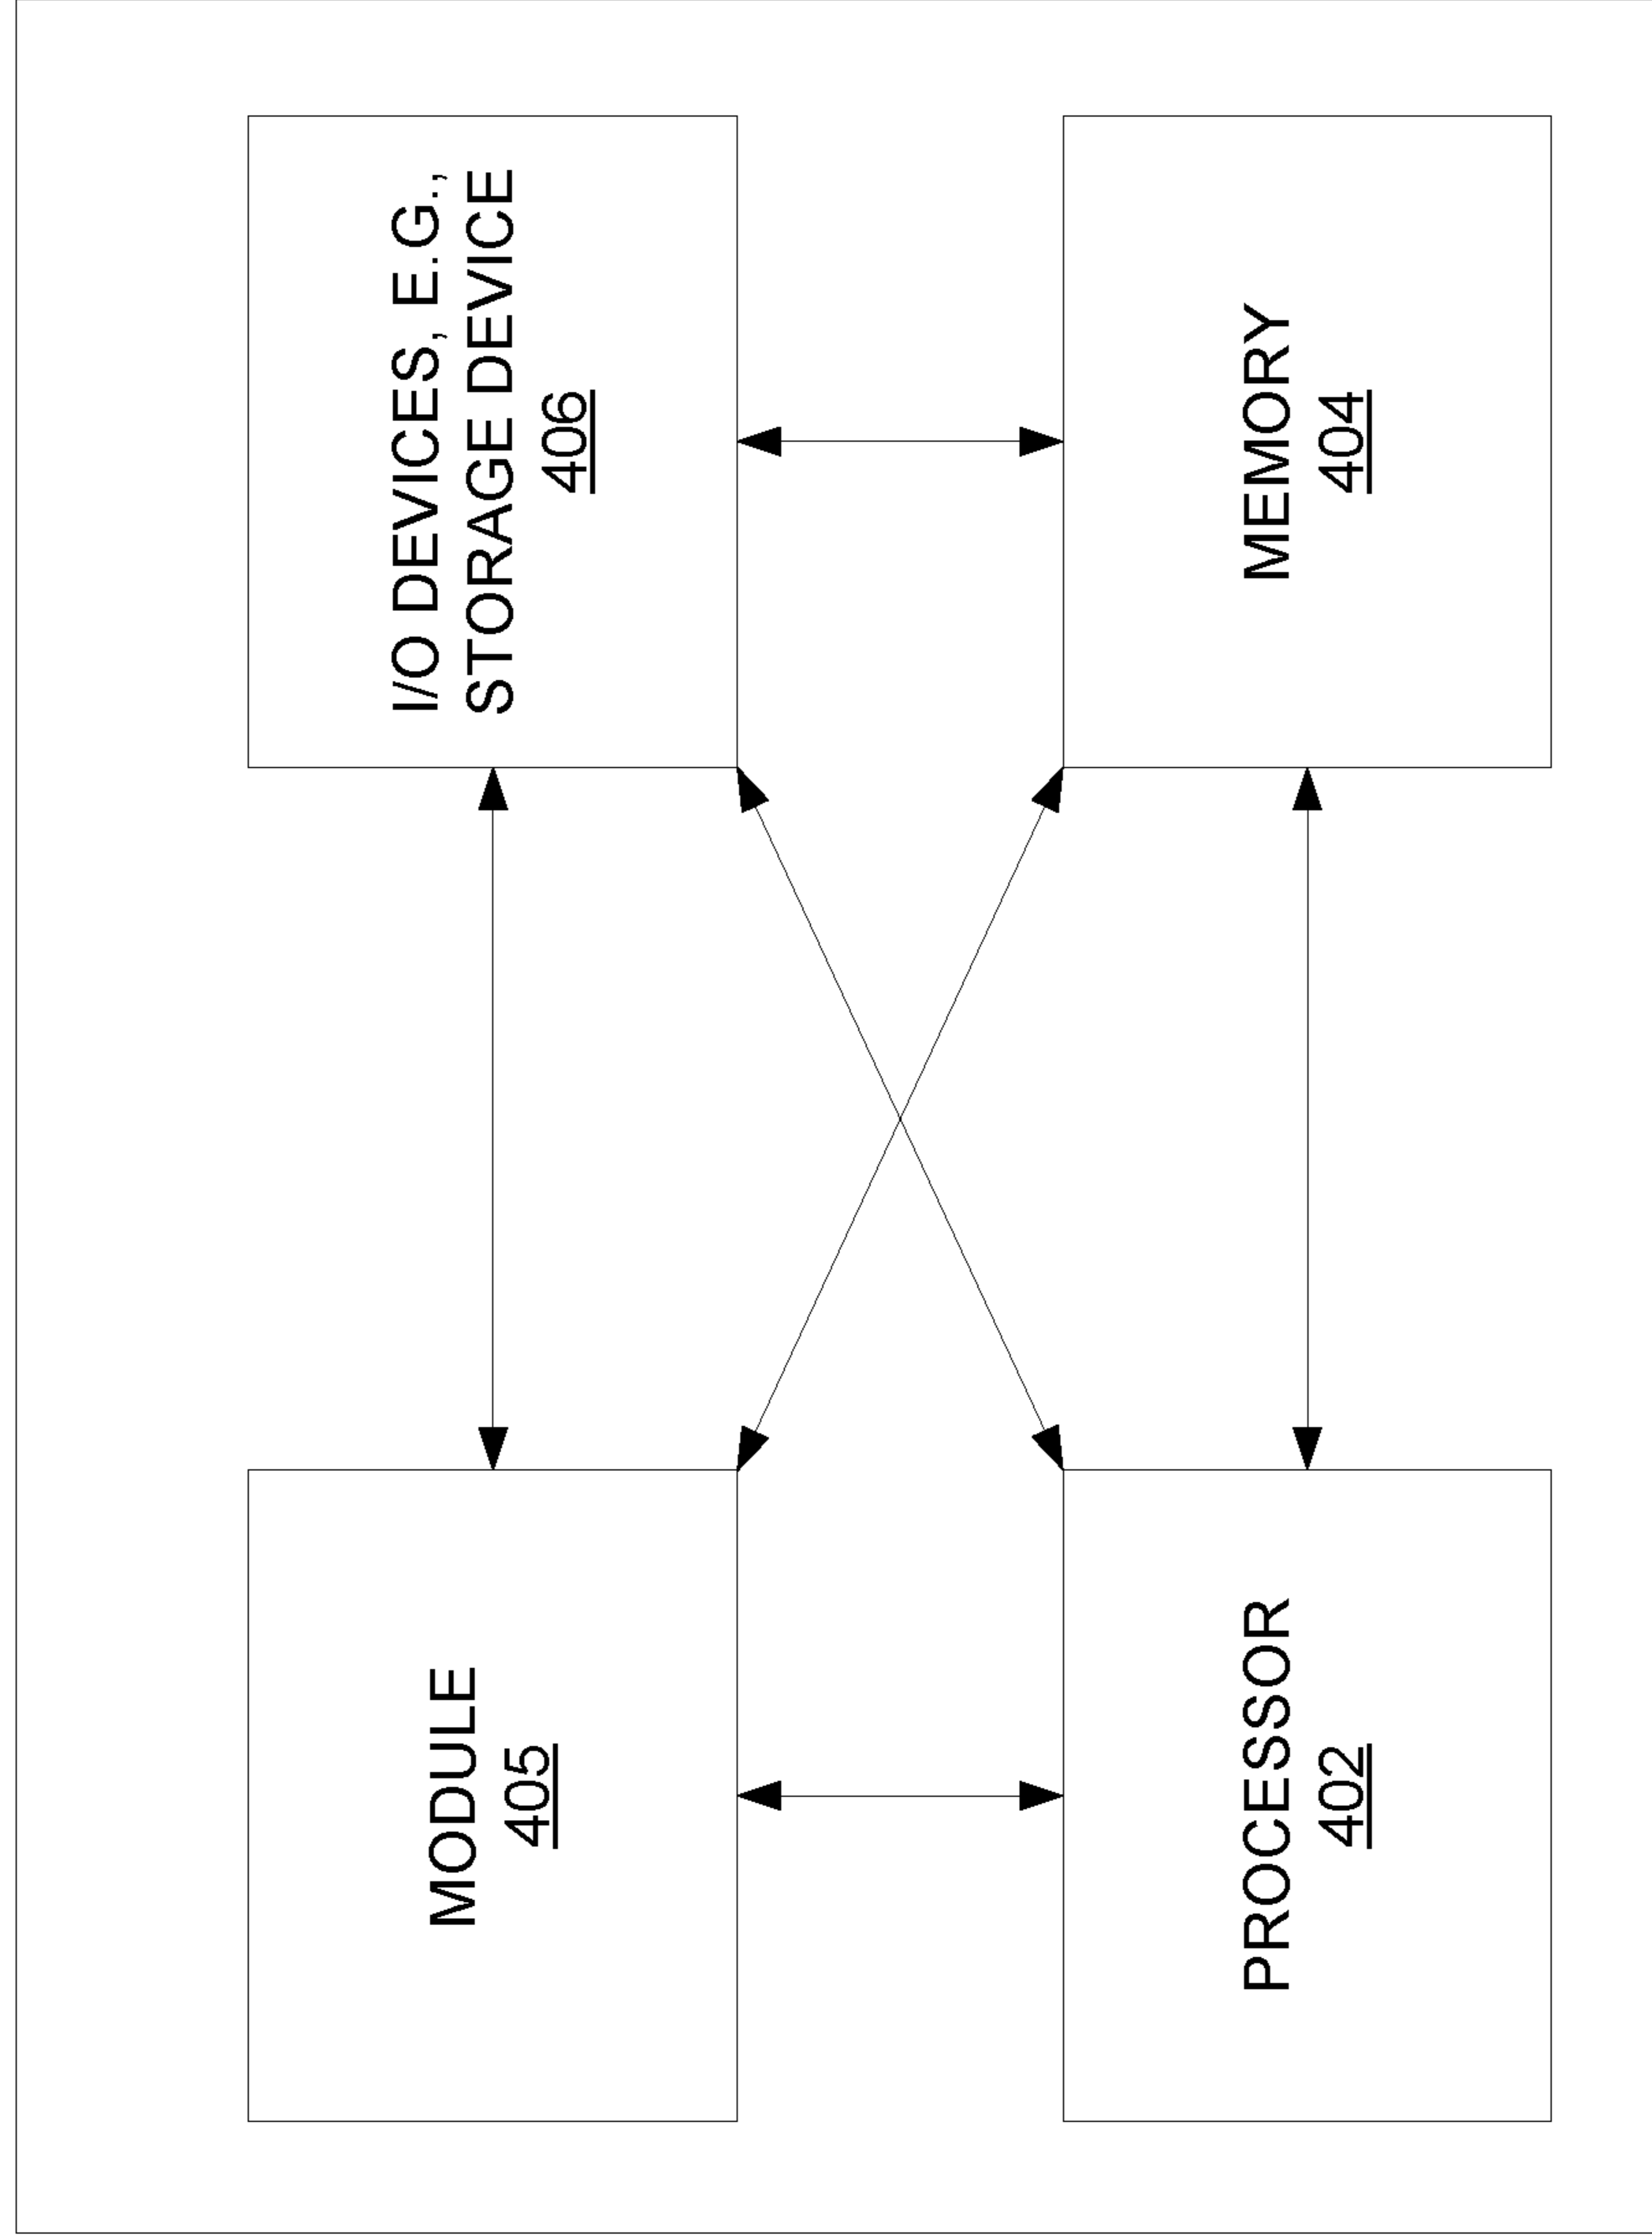 MODULE
405
I/O DEVICES, E.G.,
STORAGE DEVICE
406
PROCESSOR
402
MEMORY
404